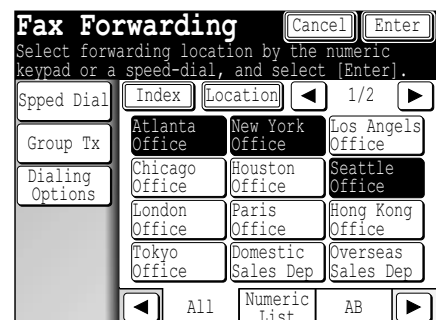 Fax Forwarding Cancel Enter
Select forwarding location by the numeric
keypad or a speed-dial, and select [Enter].
Spped Dial Index Location 1/2
Group Tx
Dialing
Options
Atlanta
Office
New York
Office
Los Angels
Office
Chicago
Office
Houston
Office
Seattle
Office
London
Office
Paris
Office
Hong Kong
Office
Tokyo
Office
Domestic
Sales Dep
Overseas
Sales Dep
All
Numeric
List
AB